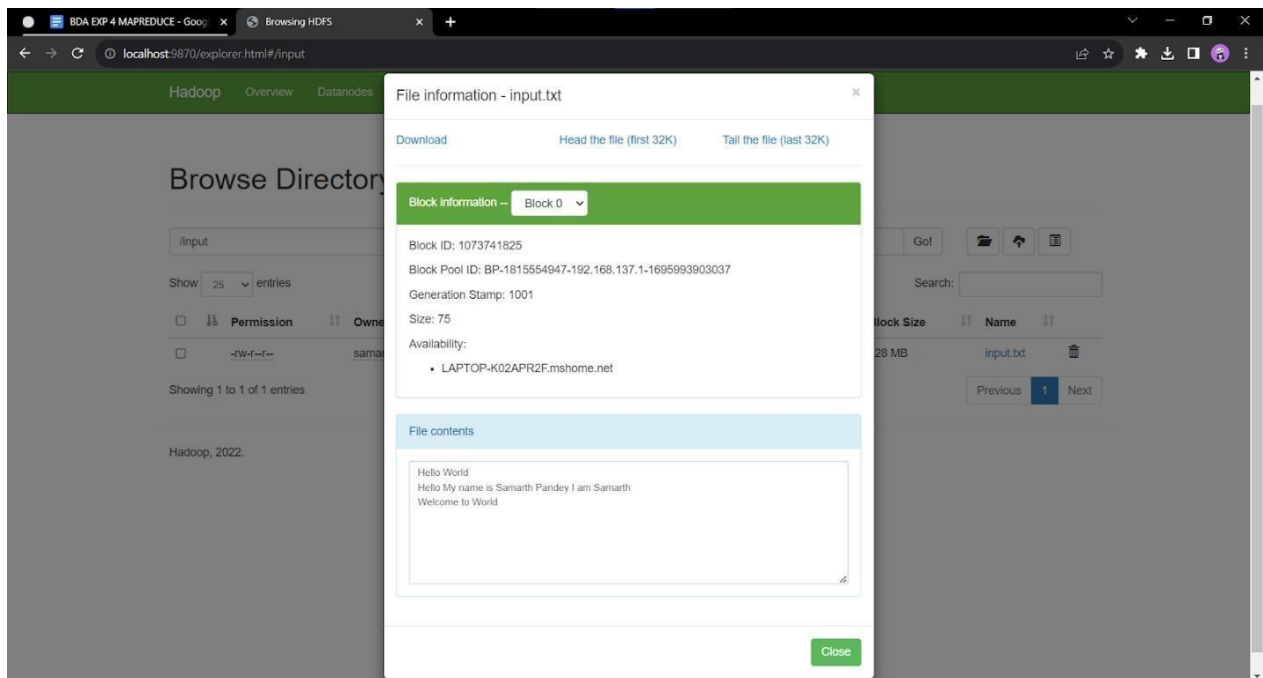 BDA EXP 4 MAPREDUCE - Goog
Browsing HDFS
localhost:9870/explorer.html#/input
Hadoop Overview Datanodes
File information - input.txt
Download Head the file (first 32K) Tail the file (last 32K)
Browse Directory
Block information -- Block 0
/input
Go!
Block ID: 1073741825
Block Pool ID: BP-1815554947-192.168.137.1-1695993903037
Show 25 entries
Search:
Generation Stamp: 1001
Permission Owne
Size: 75
lock Size Name
Availability:
-rw-r--r-- samar
28 MB input.txt
LAPTOP-K02APR2F.mshome.net
Showing 1 to 1 of 1 entries
Previous 1 Next
File contents
Hadoop, 2022.
Hello World
Hello My name is Samarth Pandey I am Samarth
Welcome to World
Close